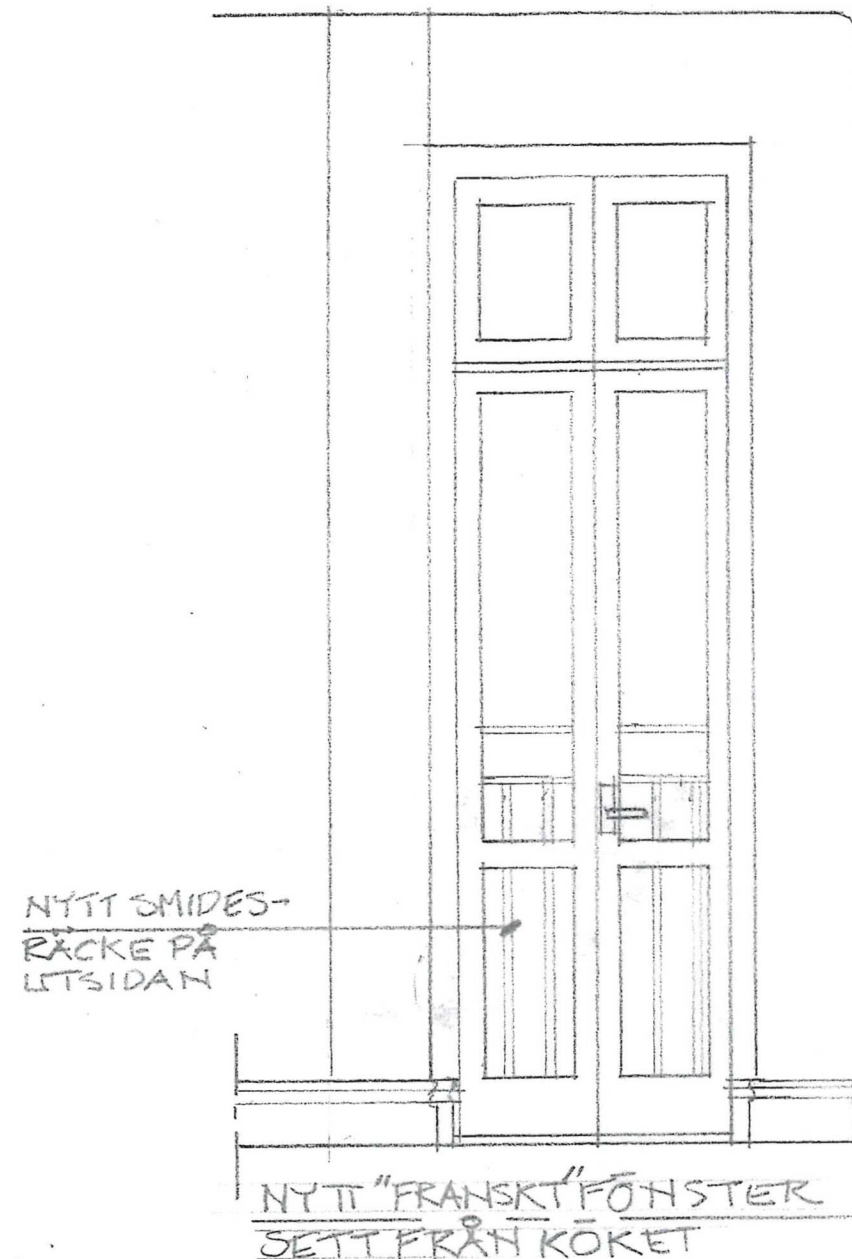 NYTT SMIDES-
RÄCKE PÅ
UTSIDAN
NYTT "FRANSKT" FÖNSTER
SETT FRÅN KÖKET